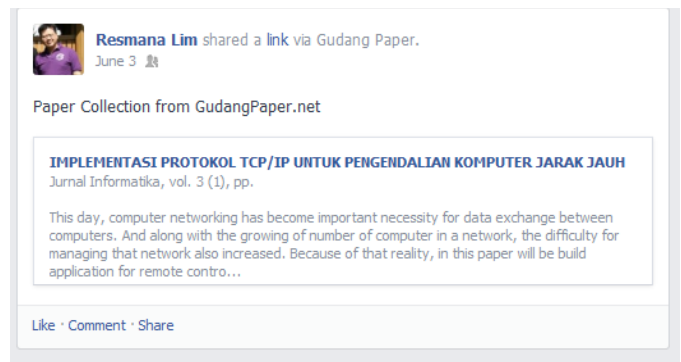 Resmana Lim shared a link via Gudang Paper.
June 3
Paper Collection from GudangPaper.net
IMPLEMENTASI PROTOKOL TCP/IP UNTUK PENGENDALIAN KOMPUTER JARAK JAUH
Jurnal Informatika, vol. 3 (1), pp.
This day, computer networking has become important necessity for data exchange between
computers. And along with the growing of number of computer in a network, the difficulty for
managing that network also increased. Because of that reality, in this paper will be build
application for remote contro...
Like · Comment · Share